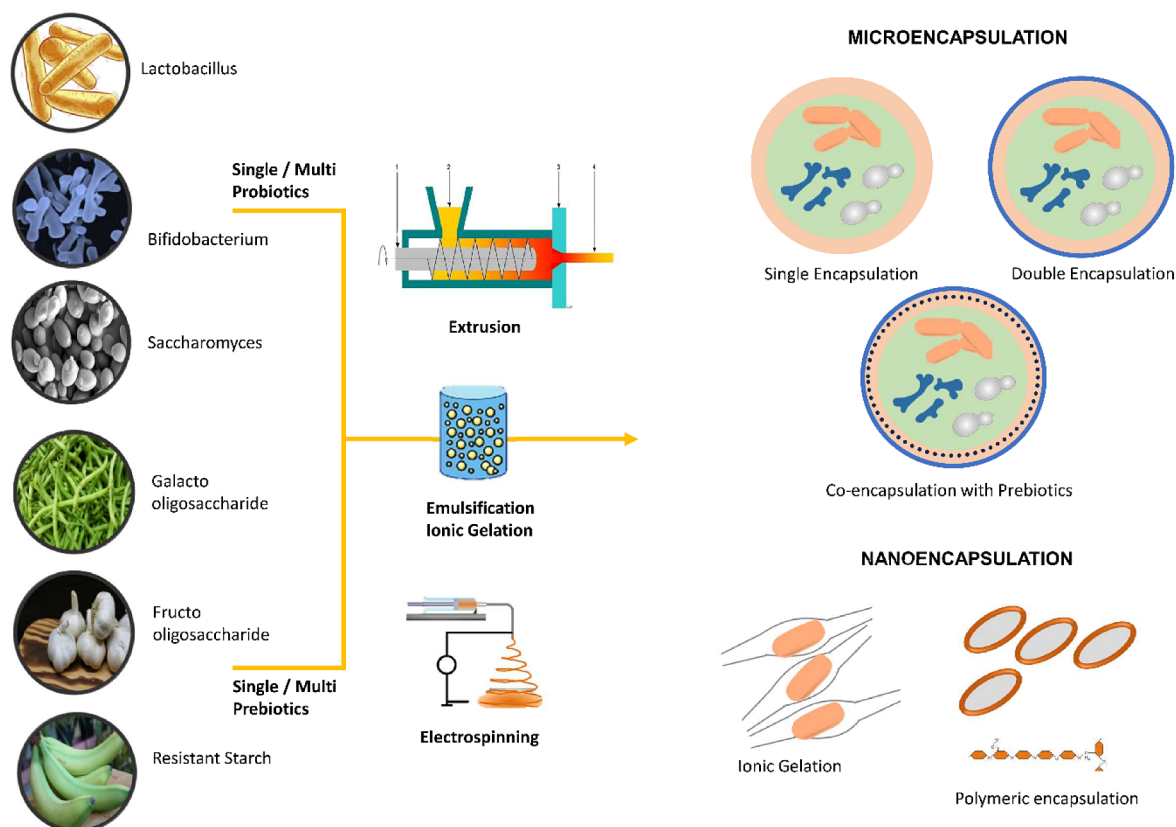 Lactobacillus
Bifidobacterium
Saccharomyces
Galacto
oligosaccharide
Fructo
oligosaccharide
Resistant Starch
Single / Multi
Probiotics
Single / Multi
Prebiotics
1
2
3
4
Extrusion
Emulsification
Ionic Gelation
Electrospinning
MICROENCAPSULATION
Single Encapsulation
Double Encapsulation
Co-encapsulation with Prebiotics
NANOENCAPSULATION
Ionic Gelation
Polymeric encapsulation